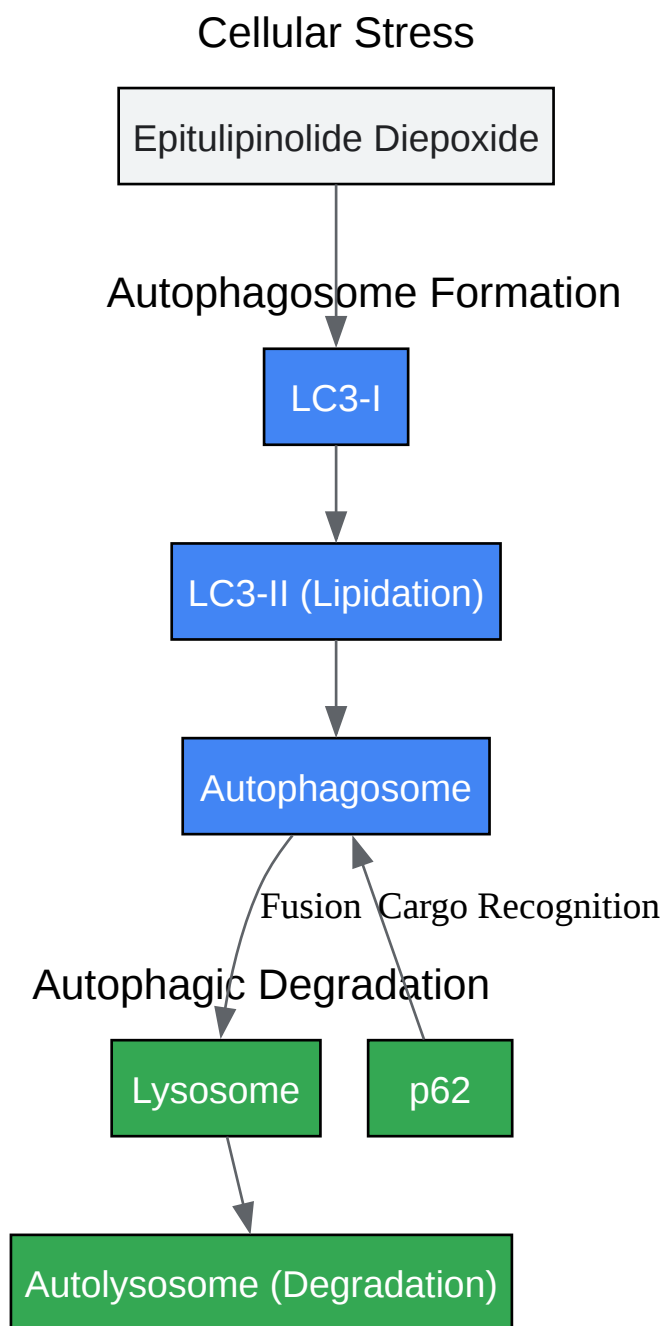 Cellular Stress
Epitulipinolide Diepoxide
Autophagosome Formation
LC3-I
LC3-II (Lipidation)
Autophagosome
Fusion
Cargo Recognition
Autophagic Degradation
Lysosome
p62
Autolysosome (Degradation)